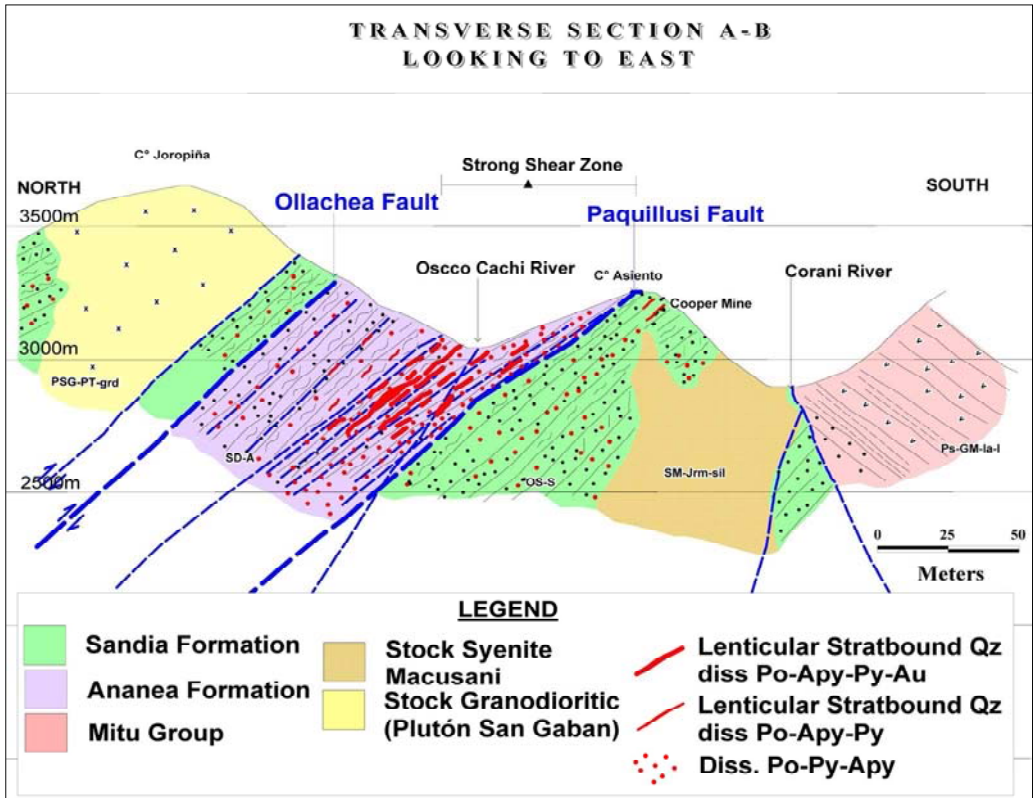 TRANSVERSE SECTION A-B
LOOKING TO EAST
C° Joropiña
Strong Shear Zone
NORTH
SOUTH
Ollachea Fault
Paquillusi Fault
3500m
Oscco Cachi River
C° Asiento
Corani River
Cooper Mine
3000m
PSG-PT-grd
SD-A
OS-S
SM-Jrm-sil
Ps-GM-la-l
2500m
0 25 50
Meters
LEGEND
Sandia Formation
Ananea Formation
Mitu Group
Stock Syenite
Macusani
Stock Granodioritic
(Plutón San Gaban)
Lenticular Stratbound Qz
diss Po-Apy-Py-Au
Lenticular Stratbound Qz
diss Po-Apy-Py
Diss. Po-Py-Apy